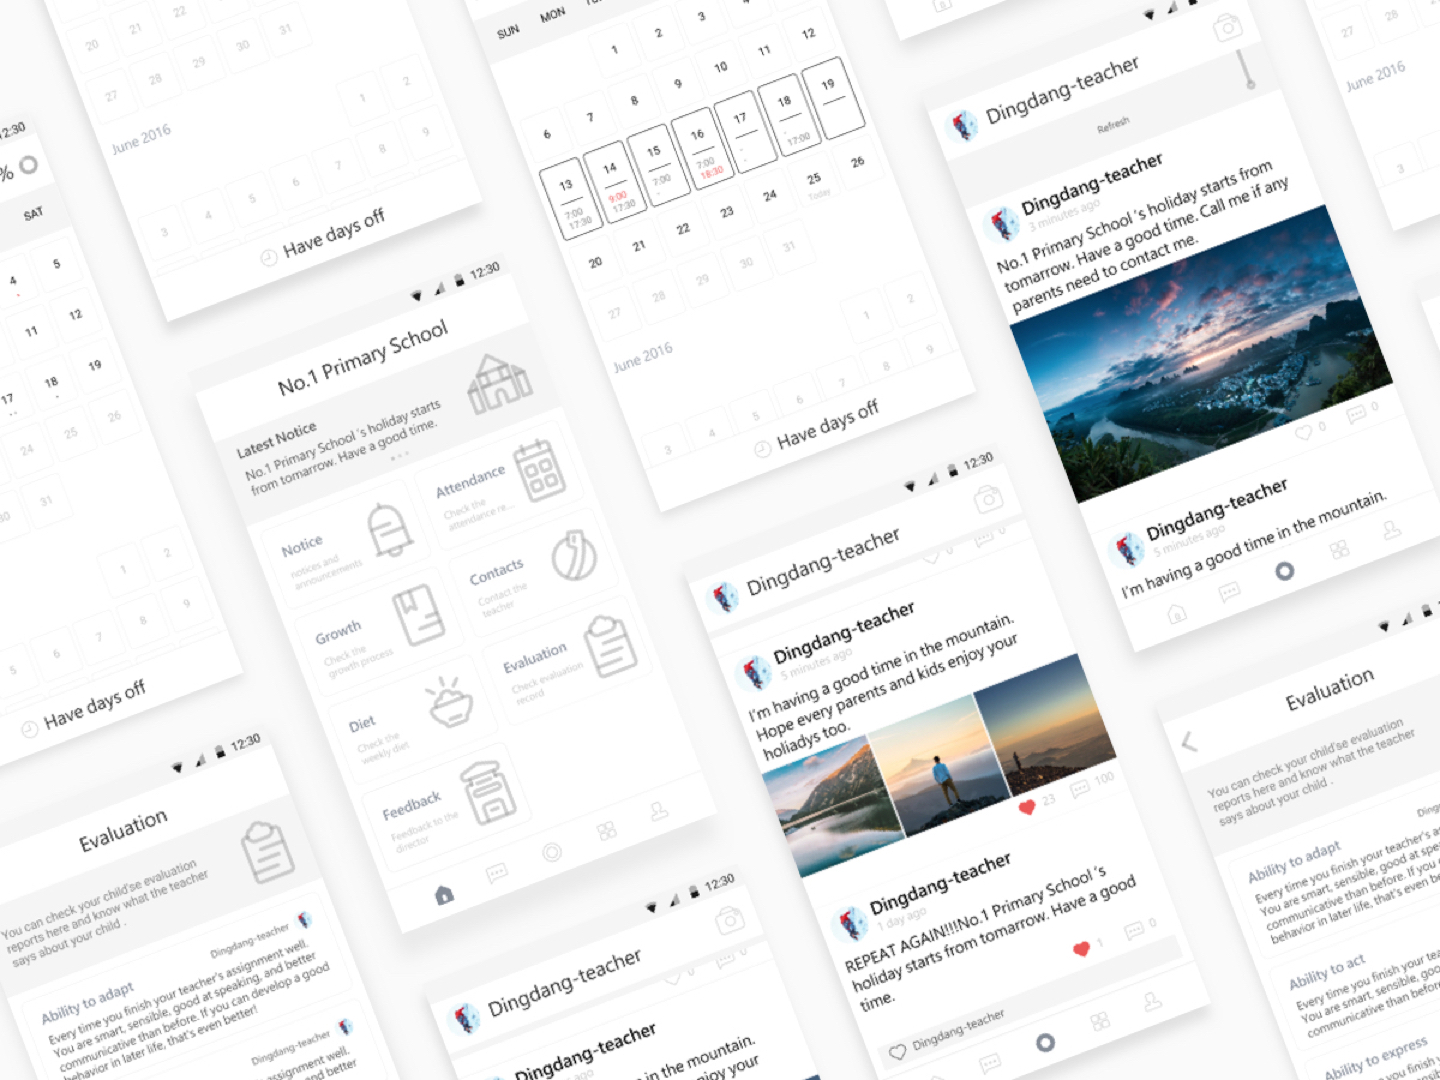 20
21
22
27
28
29
30
31
June 2016
1
2
3
4
5
6
7
8
9
Have days off
12:30
%
SAT
4
5
11
12
17
18
19
24
25
26
30
31
1
2
5
6
7
8
9
Have days off
SUN
MON
1
2
3
4
6
7
8
9
10
11
12
13
7:00
17:30
14
9:00
17:30
15
7:00
-
16
7:00
18:30
17
-
-
18
-
17:00
19
20
21
22
23
24
25
Today
26
27
28
29
30
31
June 2016
1
2
3
4
5
6
7
8
9
Have days off
12:30
No.1 Primary School
Latest Notice
No.1 Primary School 's holiday starts
from tomorrow. Have a good time.
Notice
notices and
announcements
Attendance
Check the
attendance re...
Growth
Check the
growth process
Contacts
Contact the
teacher
Diet
Check the
weekly diet
Evaluation
Check evaluation
record
Feedback
Feedback to the
director
Dingdang-teacher
Refresh
Dingdang-teacher
3 minutes ago
No.1 Primary School 's holiday starts from
tomorrow. Have a good time. Call me if any
parents need to contact me.
0
0
Dingdang-teacher
5 minutes ago
I'm having a good time in the mountain.
27
28
June 2016
3
12:30
Dingdang-teacher
0
0
Dingdang-teacher
5 minutes ago
I'm having a good time in the mountain.
Hope every parents and kids enjoy your
holiadys too.
23
100
Dingdang-teacher
1 day ago
REPEAT AGAIN!!!!No.1 Primary School 's
holiday starts from tomorrow. Have a good
time.
1
0
Dingdang-teacher
12:30
Evaluation
You can check your child'se evaluation
reports here and know what the teacher
says about your child .
Dingdang-teacher
Ability to adapt
Every time you finish your teacher's assignment well.
You are smart, sensible, good at speaking, and better
communicative than before. If you can develop a good
behavior in later life, that's even better!
Dingdang-teacher
assignment well.
and better
12:30
Dingdang-teacher
0
0
Dingdang-teacher
ago
e in the mountain.
enjoy your
Evaluation
You can check your child'se evaluation
reports here and know what the teacher
says about your child .
Ding
Ability to adapt
Every time you finish your teacher's as
You are smart, sensible, good at spe
communicative than before. If you
behavior in later life, that's even be
Ability to act
Every time you finish your tea
You are smart, sensible, good
communicative than before
Ability to express
Every time you finish y